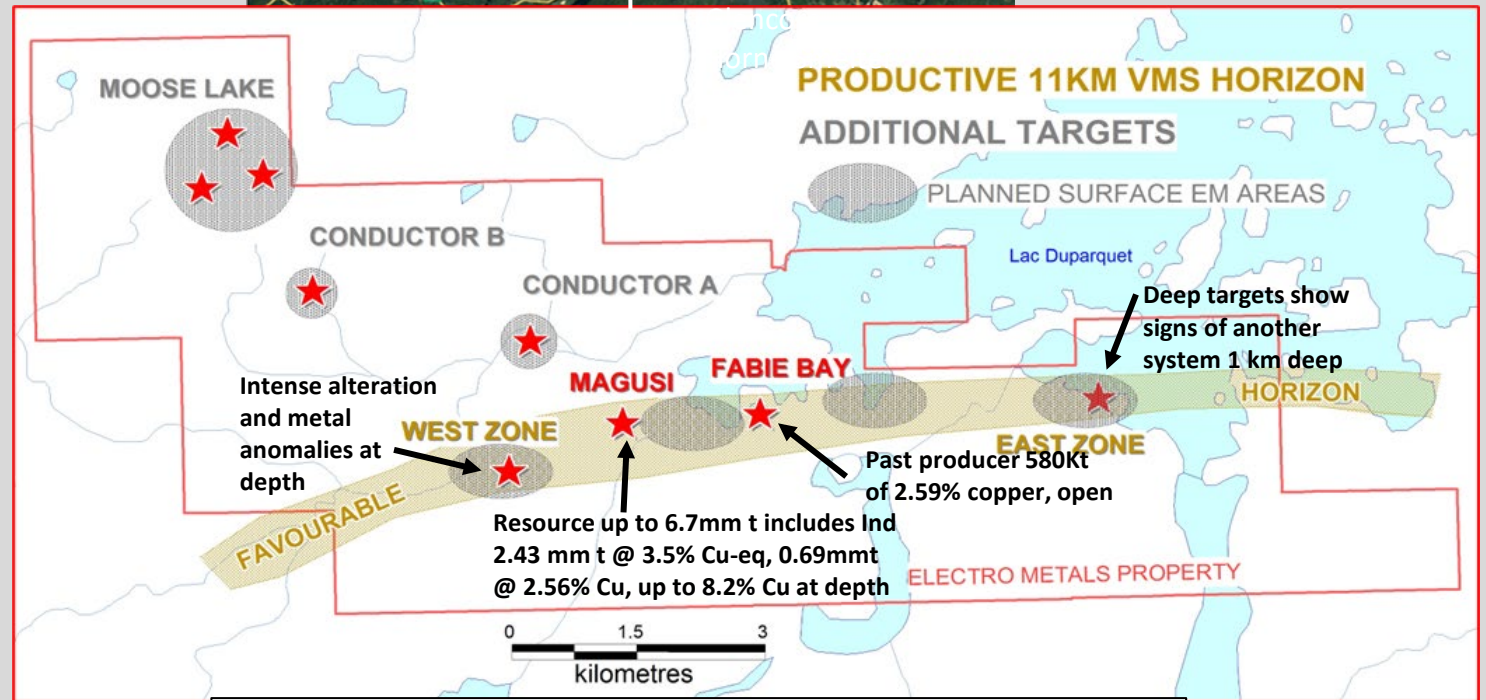 PRODUCTIVE 11KM VMS HORIZON
ADDITIONAL TARGETS
PLANNED SURFACE EM AREAS
MOOSE LAKE
CONDUCTOR B
CONDUCTOR A
Lac Duparquet
Deep targets show
signs of another
system 1 km deep
MAGUSI
FABIE BAY
HORIZON
Intense alteration
and metal
anomalies at
depth
WEST ZONE
EAST ZONE
Past producer 580Kt
of 2.59% copper, open
FAVOURABLE
Resource up to 6.7mm t includes Ind
2.43 mm t @ 3.5% Cu-eq, 0.69mmt
@ 2.56% Cu, up to 8.2% Cu at depth
ELECTRO METALS PROPERTY
0 1.5 3
kilometres